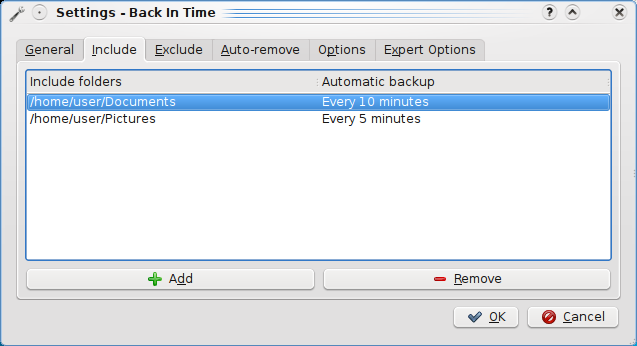 Settings - Back In Time
General Include Exclude Auto-remove Options Expert Options
Include folders Automatic backup
/home/user/Documents Every 10 minutes
/home/user/Pictures Every 5 minutes
Add Remove
OK Cancel